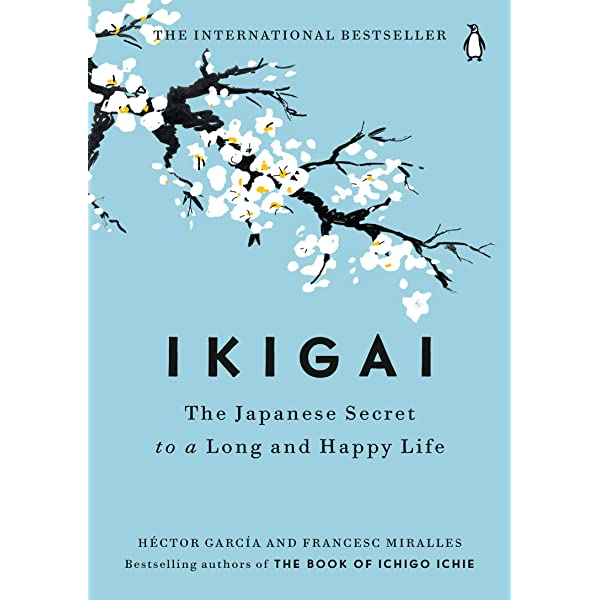 THE INTERNATIONAL BESTSELLER
IKIGAI
The Japanese Secret
to a Long and Happy Life
HÉCTOR GARCÍA AND FRANCESC MIRALLES
Bestselling authors of THE BOOK OF ICHIGO ICHIE